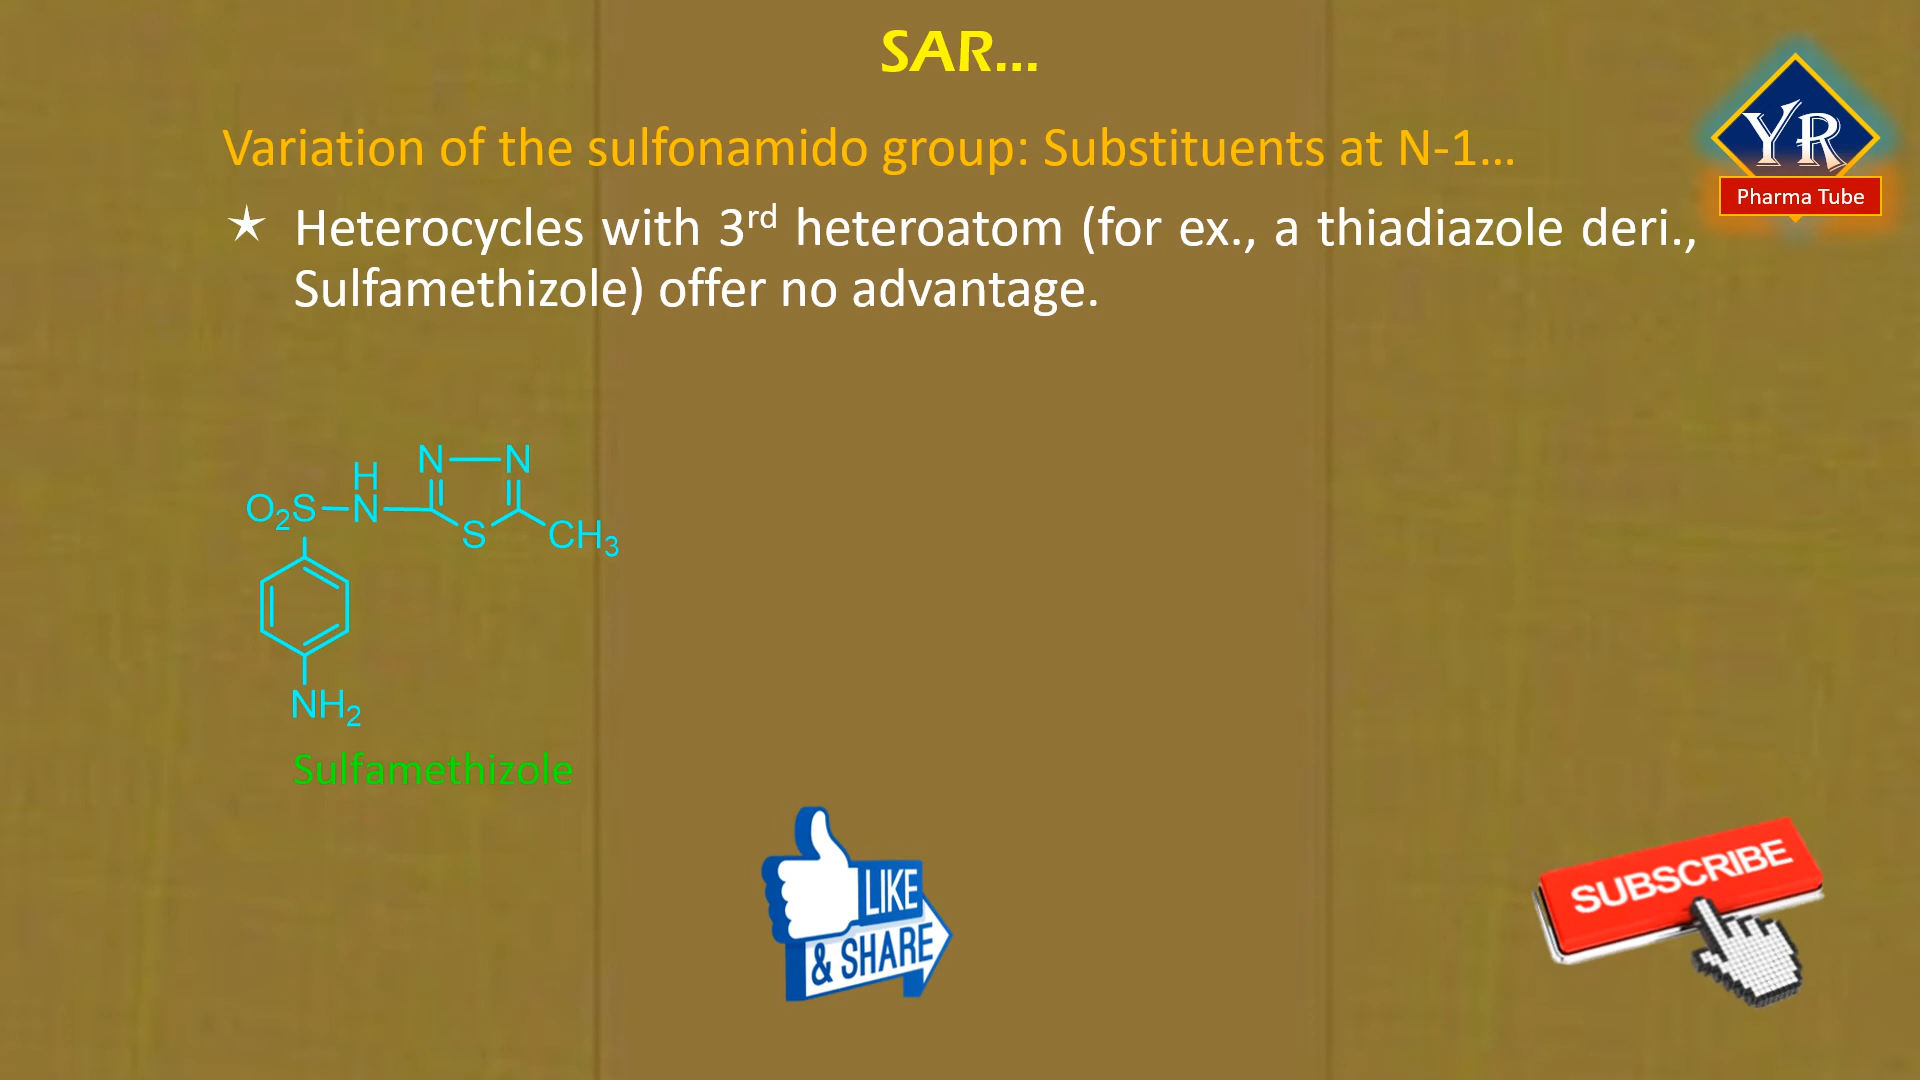 SAR...
YR
Pharma Tube
Variation of the sulfonamido group: Substituents at N-1...
★ Heterocycles with 3rd heteroatom (for ex., a thiadiazole deri.,
Sulfamethizole) offer no advantage.
N N
H
O2S N
S CH3
NH2
Sulfamethizole
LIKE
& SHARE
SUBSCRIBE